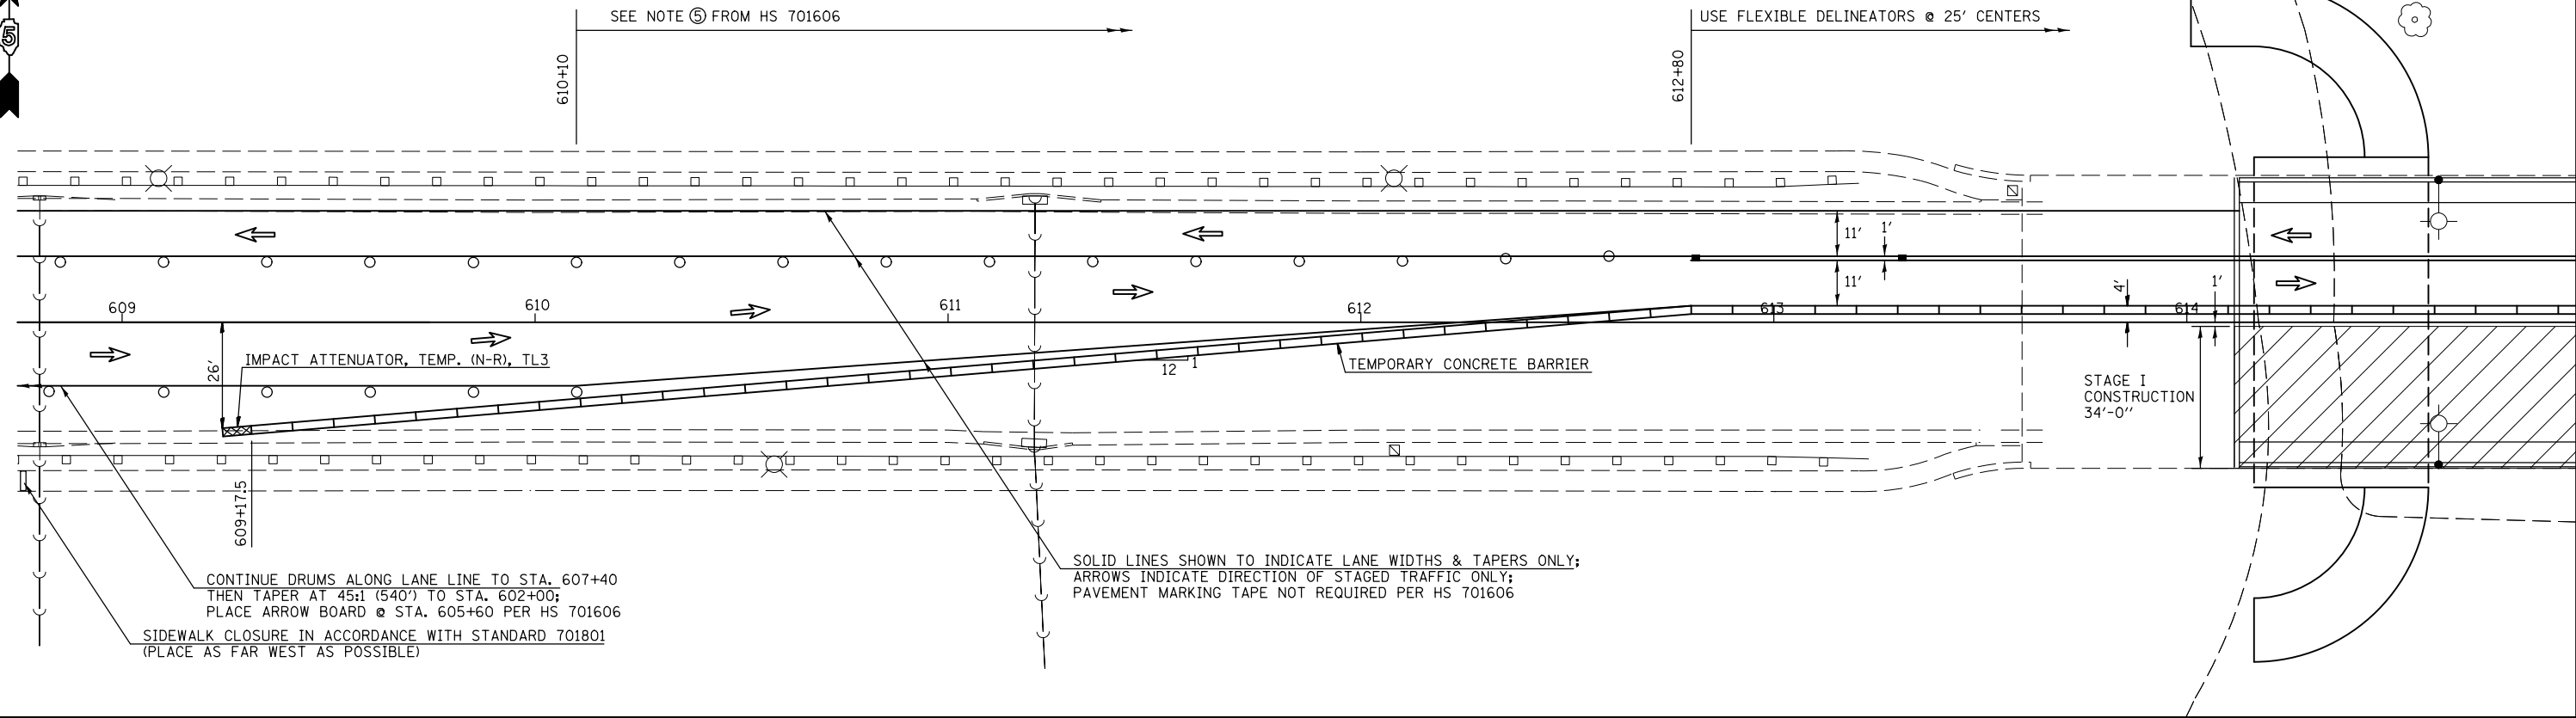 5
SEE NOTE ⑤ FROM HS 701606
USE FLEXIBLE DELINEATORS @ 25' CENTERS
610+10
612+80
11'
1'
11'
609
610
611
612
613
614
4'
1'
26'
IMPACT ATTENUATOR, TEMP. (N-R), TL3
12
1
TEMPORARY CONCRETE BARRIER
STAGE I
CONSTRUCTION
34'-0''
609+17.5
CONTINUE DRUMS ALONG LANE LINE TO STA. 607+40
THEN TAPER AT 45:1 (540') TO STA. 602+00;
PLACE ARROW BOARD @ STA. 605+60 PER HS 701606
SIDEWALK CLOSURE IN ACCORDANCE WITH STANDARD 701801
(PLACE AS FAR WEST AS POSSIBLE)
SOLID LINES SHOWN TO INDICATE LANE WIDTHS & TAPERS ONLY;
ARROWS INDICATE DIRECTION OF STAGED TRAFFIC ONLY;
PAVEMENT MARKING TAPE NOT REQUIRED PER HS 701606